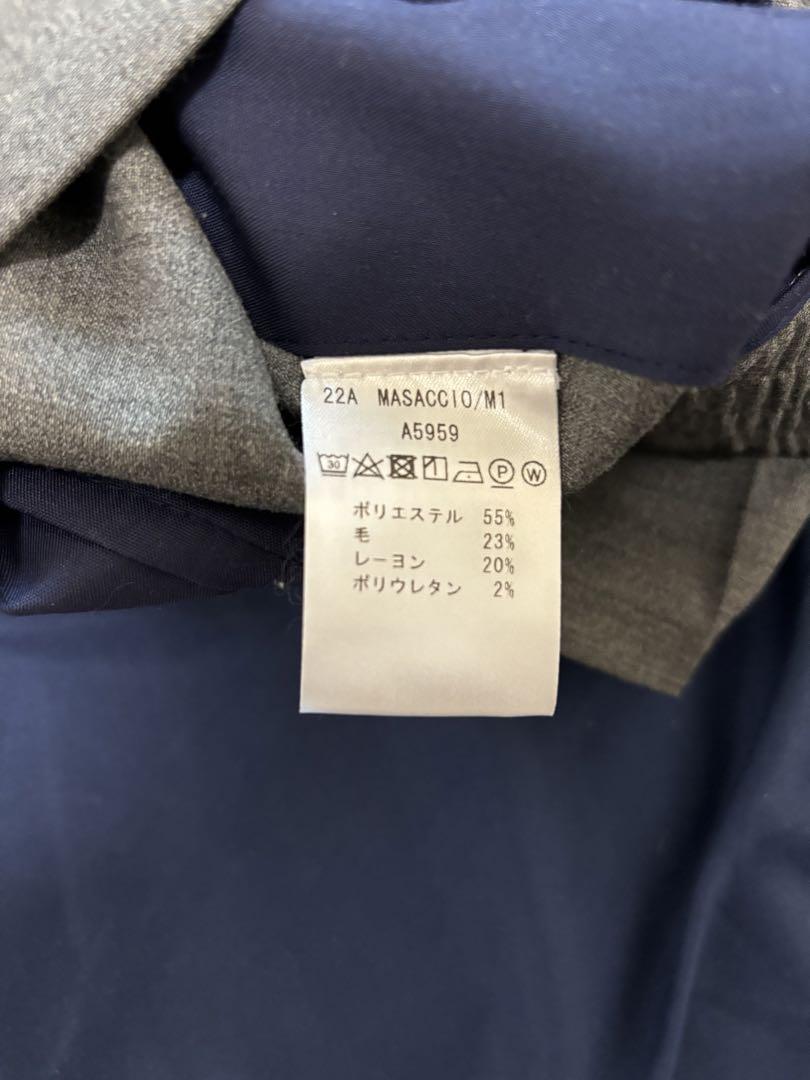 22A MASACCIO/M1
A5959
30 P W
ポリエステル 55%
毛 23%
レーヨン 20%
ポリウレタン 2%